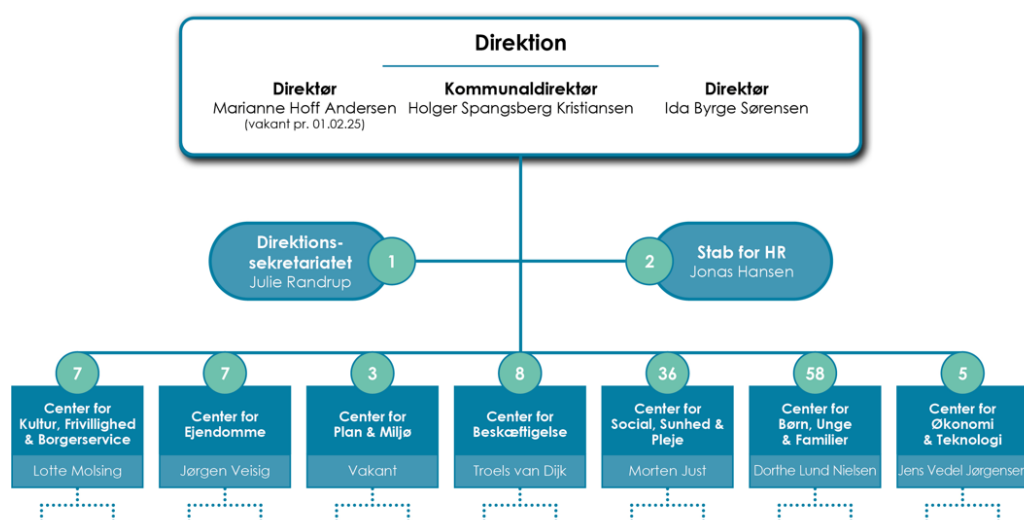 Direktion
Direktør
Marianne Hoff Andersen
(vakant pr. 01.02.25)
Kommunaldirektør
Holger Spangsberg Kristiansen
Direktør
Ida Byrge Sørensen
Direktions-
sekretariatet
Julie Randrup
1
2
Stab for HR
Jonas Hansen
7
Center for
Kultur, Frivillighed
& Borgerservice
Lotte Molsing
7
Center for
Ejendomme
Jørgen Veisig
3
Center for
Plan & Miljø
Vakant
8
Center for
Beskæftigelse
Troels van Dijk
36
Center for
Social, Sunhed &
Pleje
Morten Just
58
Center for
Børn, Unge
& Familier
Dorthe Lund Nielsen
5
Center for
Økonomi
& Teknologi
Jens Vedel Jørgensen